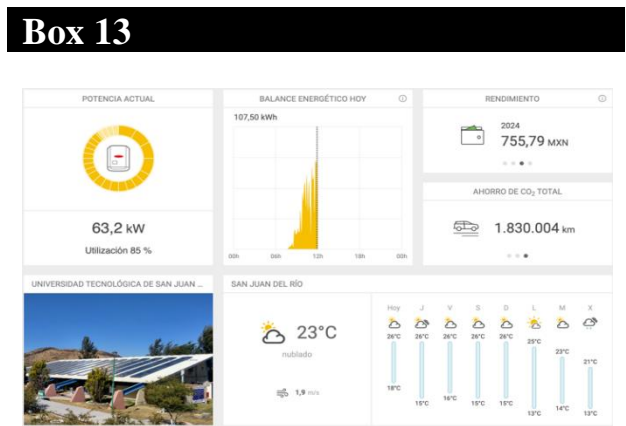 Box 13
POTENCIA ACTUAL
63,2 kW
Utilización 85 %
BALANCE ENERGÉTICO HOY
107,50 kWh
00h 06h 12h 18h 00h
RENDIMIENTO
2024
755,79 MXN
AHORRO DE CO₂ TOTAL
1.830.004 km
UNIVERSIDAD TECNOLÓGICA DE SAN JUAN ...
SAN JUAN DEL RÍO
23°C
nublado
1,9 m/s
Hoy J V S D L M X
26°C 26°C 26°C 26°C 26°C 25°C 23°C 21°C
18°C 15°C 16°C 15°C 15°C 13°C 14°C 13°C